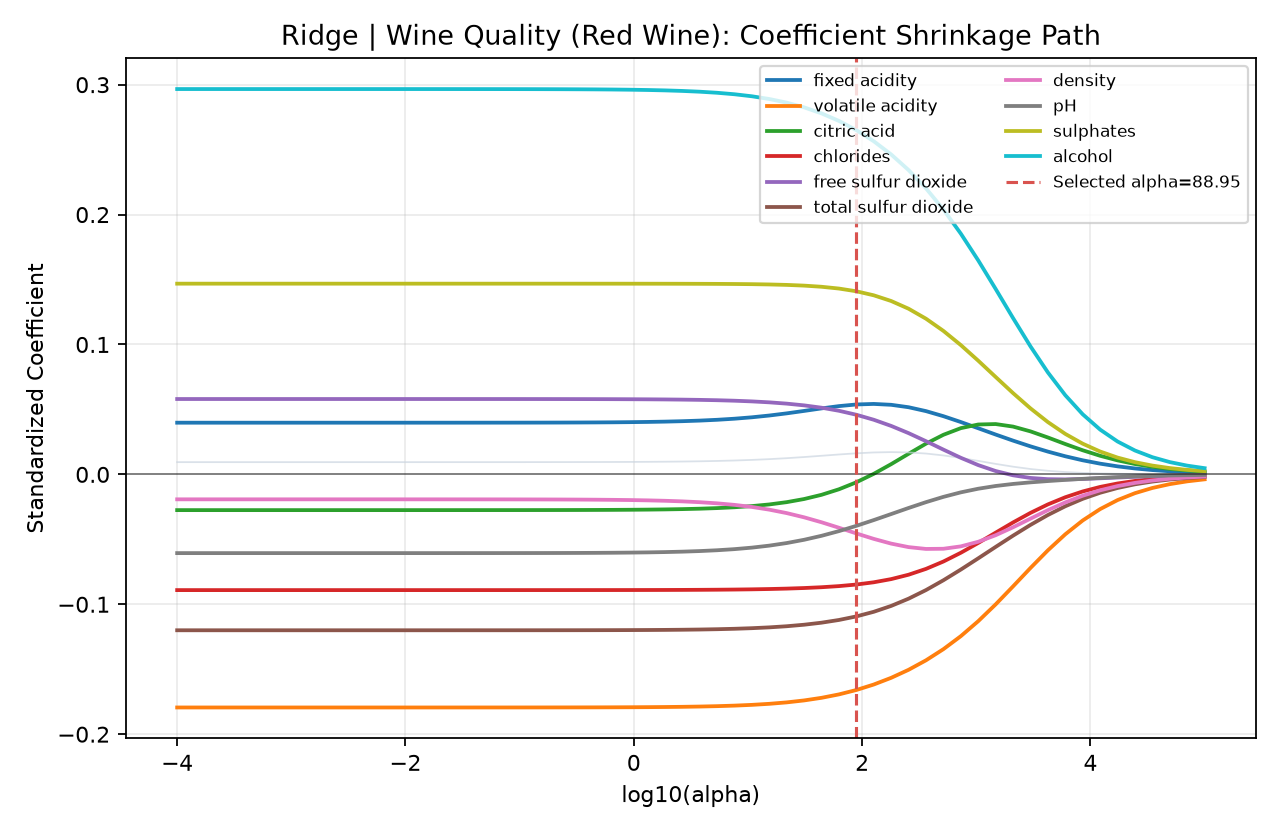 Ridge | Wine Quality (Red Wine): Coefficient Shrinkage Path
fixed acidity
volatile acidity
citric acid
chlorides
free sulfur dioxide
total sulfur dioxide
density
pH
sulphates
alcohol
Selected alpha=88.95
Standardized Coefficient
0.3
0.2
0.1
0.0
−0.1
−0.2
−4
−2
0
2
4
log10(alpha)